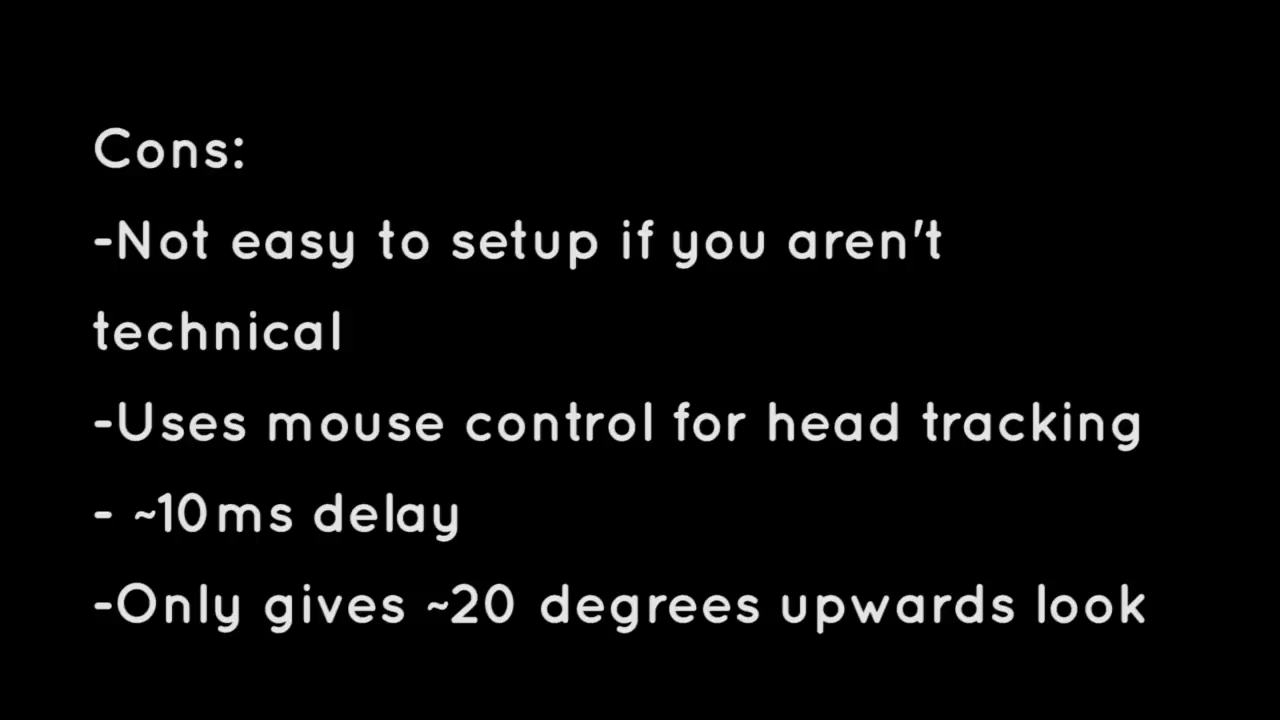 Cons:
-Not easy to setup if you aren't
technical
-Uses mouse control for head tracking
- ~10ms delay
-Only gives ~20 degrees upwards look